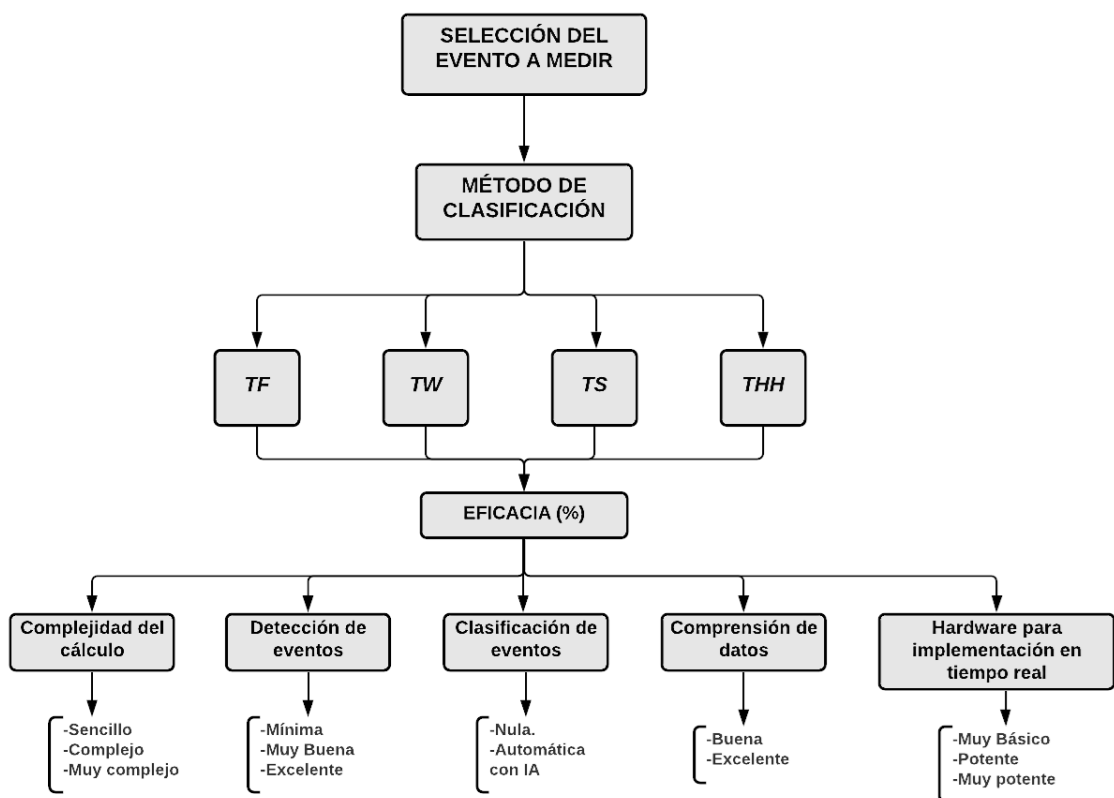 SELECCIÓN DEL
EVENTO A MEDIR
MÉTODO DE
CLASIFICACIÓN
TF
TW
TS
THH
EFICACIA (%)
Complejidad del
cálculo
Detección de
eventos
Clasificación de
eventos
Comprensión de
datos
Hardware para
implementación en
tiempo real
-Sencillo
-Complejo
-Muy complejo
-Mínima
-Muy Buena
-Excelente
-Nula.
-Automática
con IA
-Buena
-Excelente
-Muy Básico
-Potente
-Muy potente